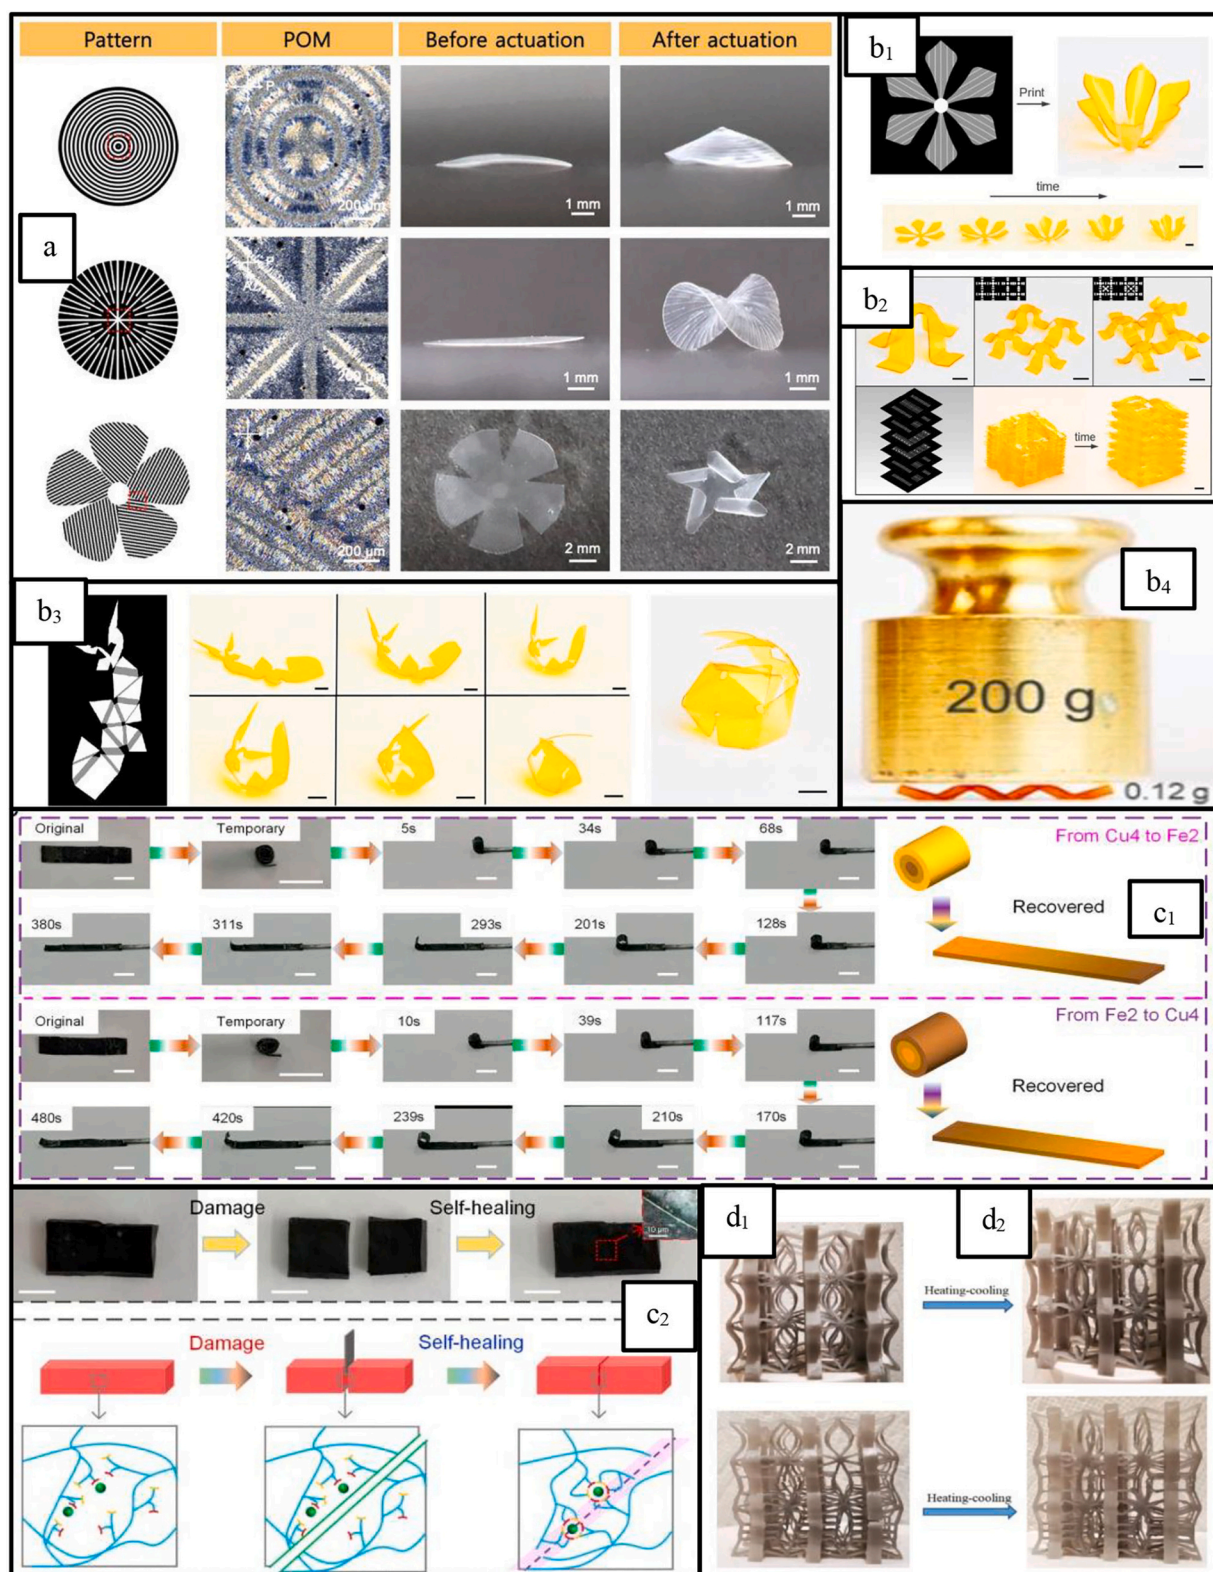 Pattern
POM
Before actuation
After actuation
a
P
A
200 µm
1 mm
1 mm
P
A
200 µm
1 mm
1 mm
P
A
200 µm
2 mm
2 mm
b1
Print
time
b2
time
b3
b4
200 g
0.12 g
Original
Temporary
5s
34s
68s
From Cu4 to Fe2
c1
380s
311s
293s
201s
128s
Recovered
Original
Temporary
10s
39s
117s
From Fe2 to Cu4
480s
420s
239s
210s
170s
Recovered
Damage
Self-healing
10 µm
c2
Damage
Self-healing
d1
d2
Heating-cooling
Heating-cooling